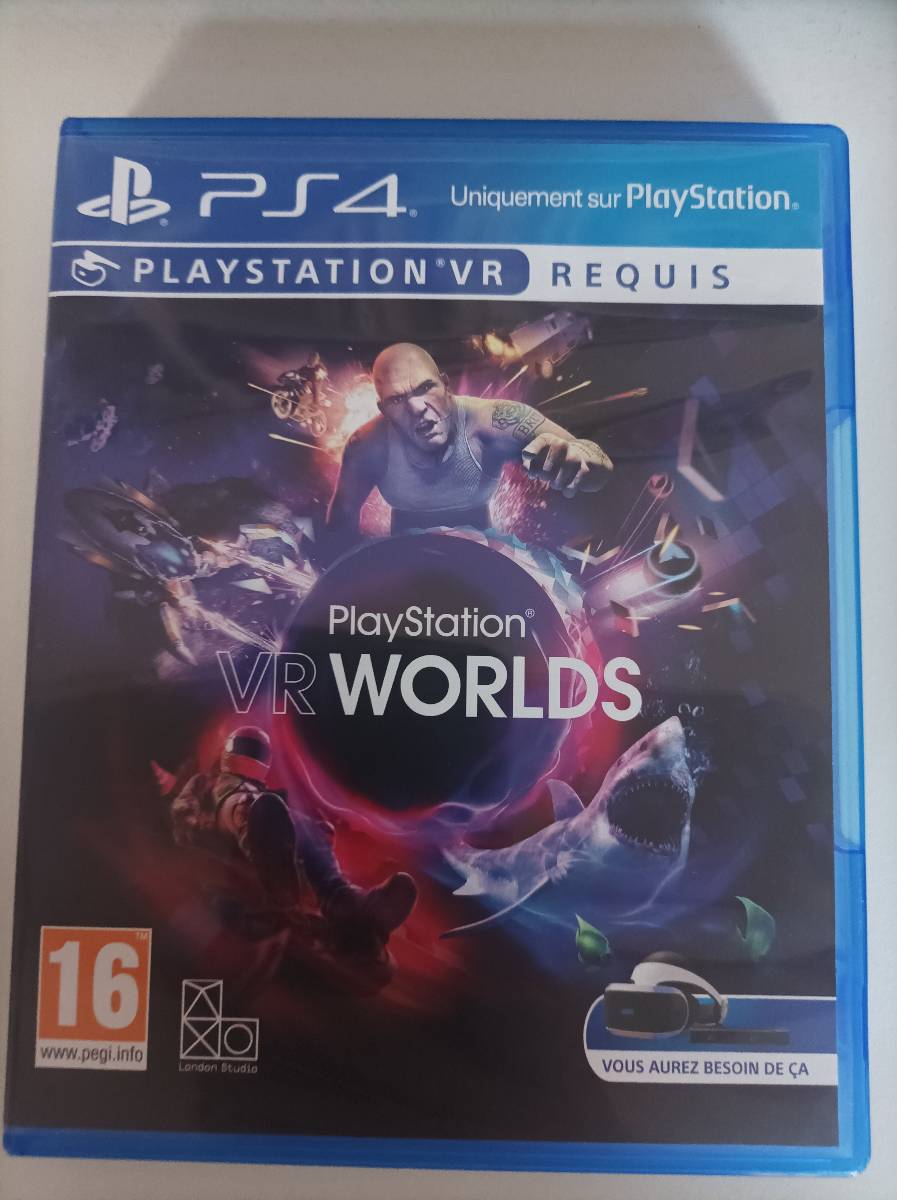 PS4® Uniquement sur PlayStation®
PLAYSTATION®VR REQUIS
PlayStation®
VR WORLDS
16™
www.pegi.info
London Studio
VOUS AUREZ BESOIN DE ÇA